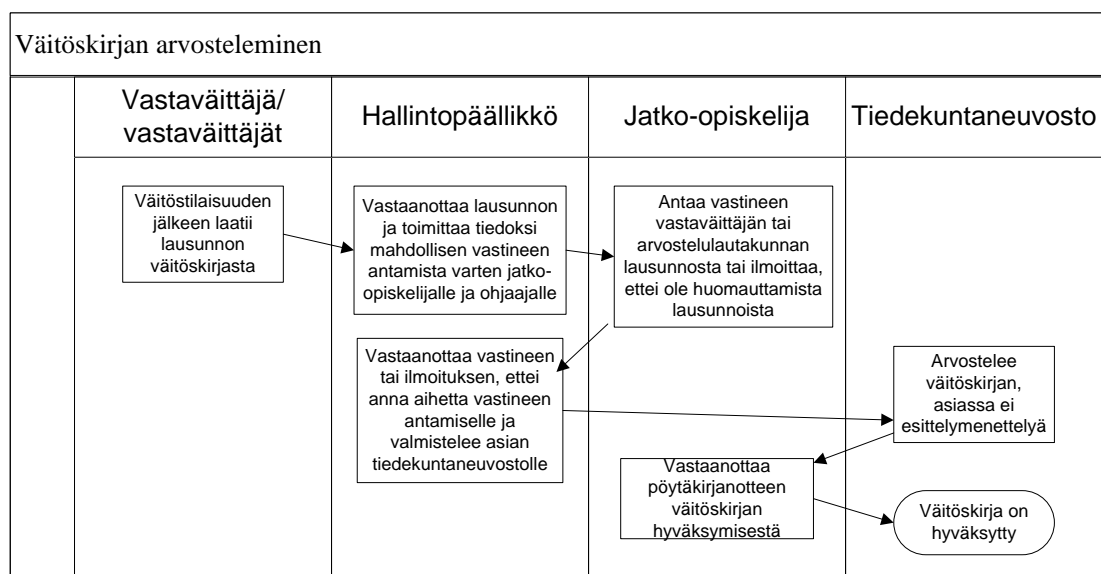 Väitöskirjan arvosteleminen
Vastaväittäjä/
vastaväittäjät
Hallintopäällikkö
Jatko-opiskelija
Tiedekuntaneuvosto
Väitöstilaisuuden
jälkeen laatii
lausunnon
väitöskirjasta
Vastaanottaa lausunnon
ja toimittaa tiedoksi
mahdollisen vastineen
antamista varten jatko-
opiskelijalle ja ohjaajalle
Antaa vastineen
vastaväittäjän tai
arvostelulautakunnan
lausunnosta tai ilmoittaa,
ettei ole huomauttamista
lausunnoista
Vastaanottaa vastineen
tai ilmoituksen, ettei
anna aihetta vastineen
antamiselle ja
valmistelee asian
tiedekuntaneuvostolle
Arvostelee
väitöskirjan,
asiassa ei
esittelymenettelyä
Vastaanottaa
pöytäkirjanotteen
väitöskirjan
hyväksymisestä
Väitöskirja on
hyväksytty